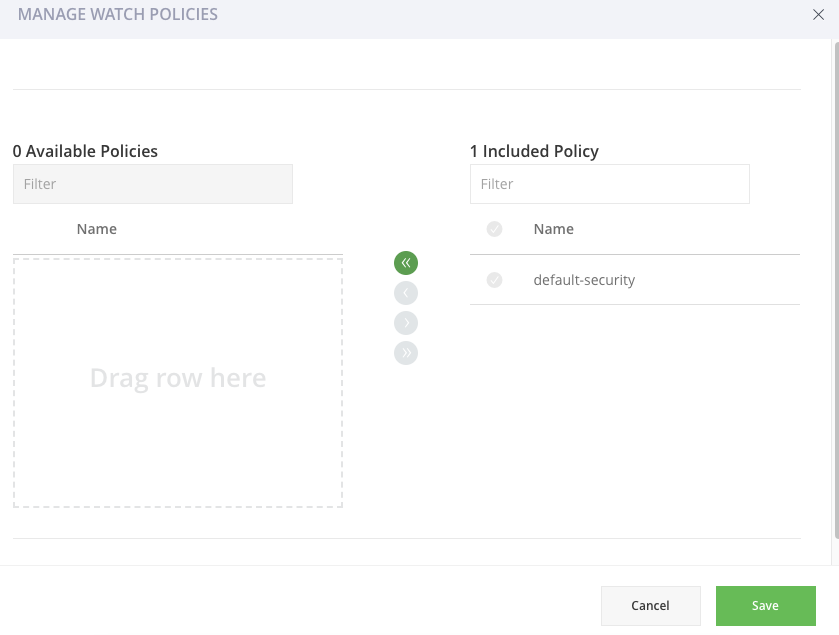 MANAGE WATCH POLICIES
0 Available Policies
Filter
Name
Drag row here
1 Included Policy
Filter
Name
default-security
Cancel
Save